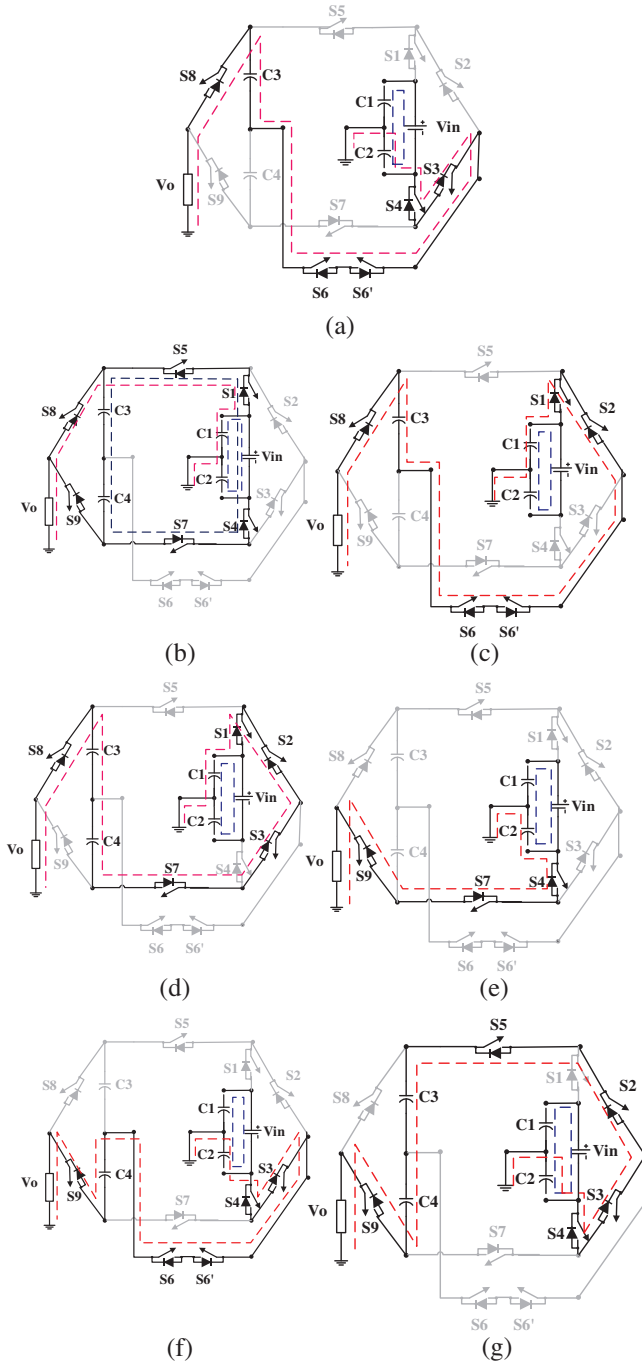 S5
S8
C3
S1
S2
C1
Vin
C2
Vo
S9
C4
S3
S7
S4
S6 S6'
(a)
S5
S8
C3
S1
S2
C1
Vin
C2
Vo
S9
C4
S3
S7
S4
S6 S6'
(b)
S5
S8
C3
S1
S2
C1
Vin
C2
Vo
S9
C4
S3
S7
S4
S6 S6'
(c)
S5
S8
C3
S1
S2
C1
Vin
C2
Vo
S9
C4
S3
S7
S4
S6 S6'
(d)
S5
S8
C3
S1
S2
C1
Vin
C2
Vo
S9
C4
S3
S7
S4
S6 S6'
(e)
S5
S8
C3
S1
S2
C1
Vin
C2
Vo
S9
C4
S3
S7
S4
S6 S6'
(f)
S5
S8
C3
S1
S2
C1
Vin
C2
Vo
S9
C4
S3
S7
S4
S6 S6'
(g)